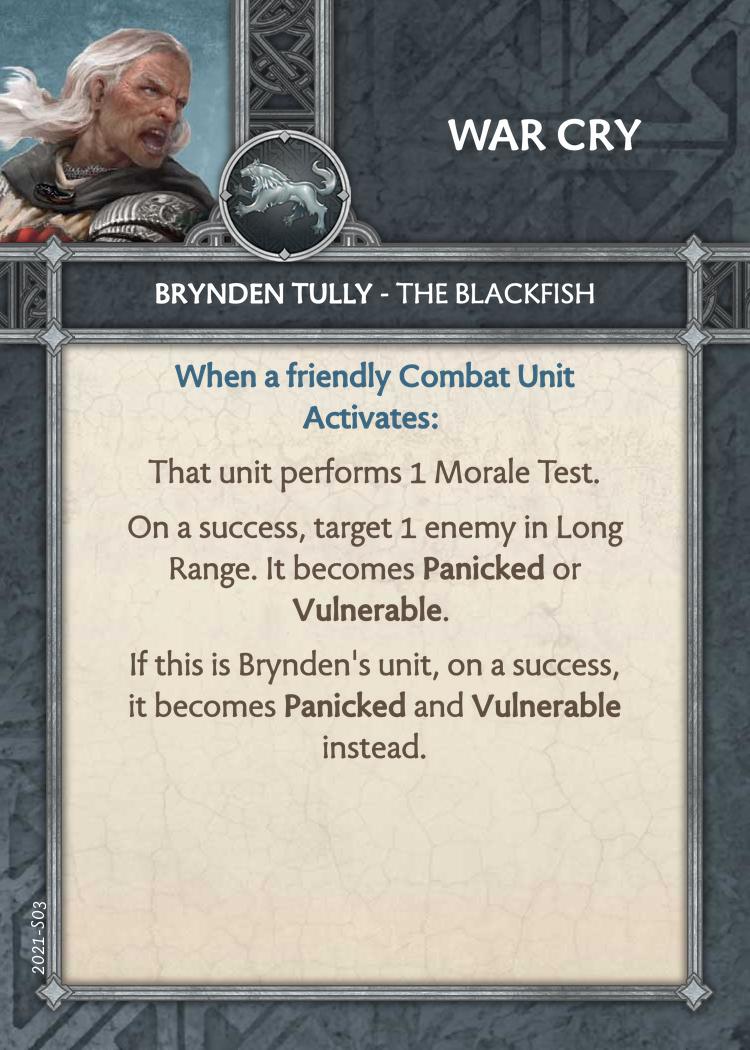 WAR CRY
BRYNDEN TULLY - THE BLACKFISH
When a friendly Combat Unit
Activates:
That unit performs 1 Morale Test.
On a success, target 1 enemy in Long
Range. It becomes Panicked or
Vulnerable.
If this is Brynden's unit, on a success,
it becomes Panicked and Vulnerable
instead.
2021-S03